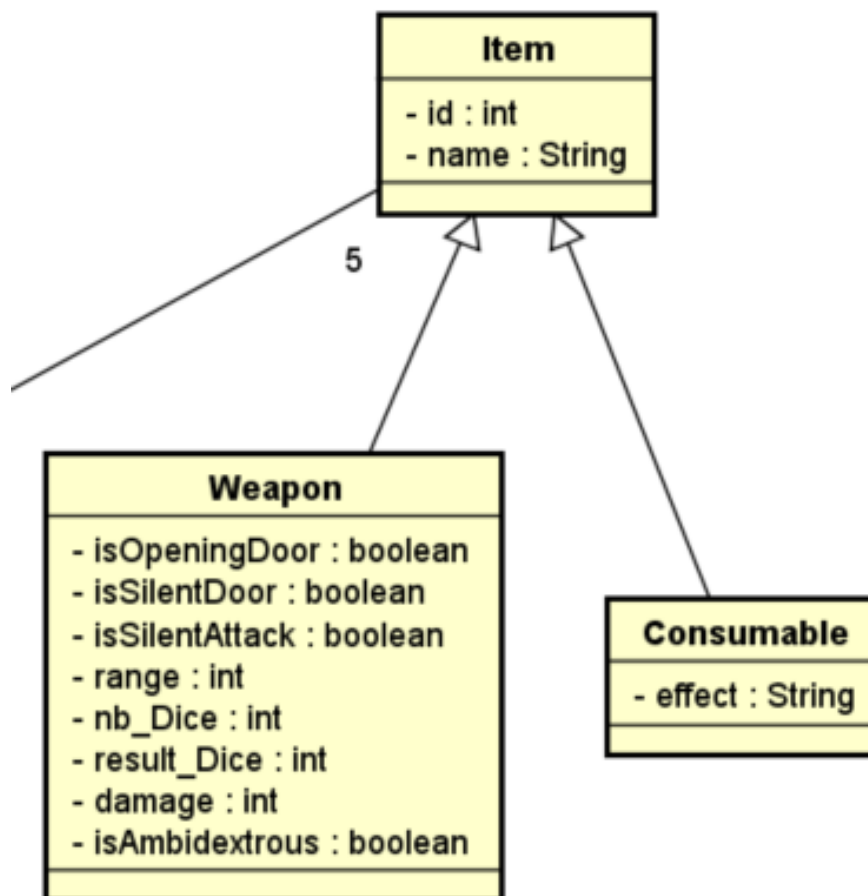 Item
- id : int
- name : String
5
Weapon
- isOpeningDoor : boolean
- isSilentDoor : boolean
- isSilentAttack : boolean
- range : int
- nb_Dice : int
- result_Dice : int
- damage : int
- isAmbidextrous : boolean
Consumable
- effect : String